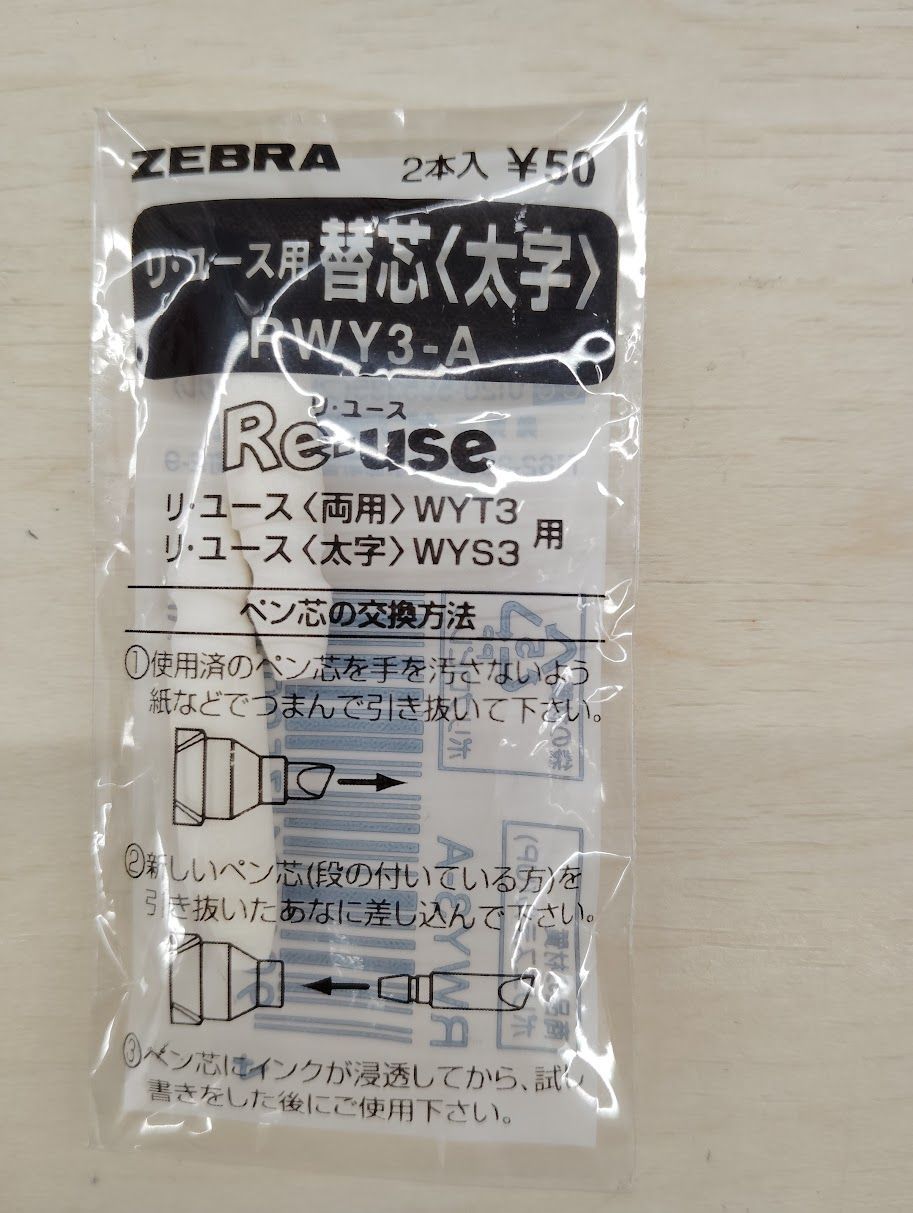 ZEBRA 2本入 ¥50
リ・ユース用 替芯〈太字〉
RWY3-A
リ・ユース
Re-use
リ・ユース〈両用〉WYT3
リ・ユース〈太字〉WYS3 用
ペン芯の交換方法
①使用済のペン芯を手を汚さないよう
紙などでつまんで引き抜いて下さい。
②新しいペン芯(段の付いている方)を
引き抜いたあなに差し込んで下さい。
③ペン芯にインクが浸透してから、試し
書きをした後にご使用下さい。
RWY3-A